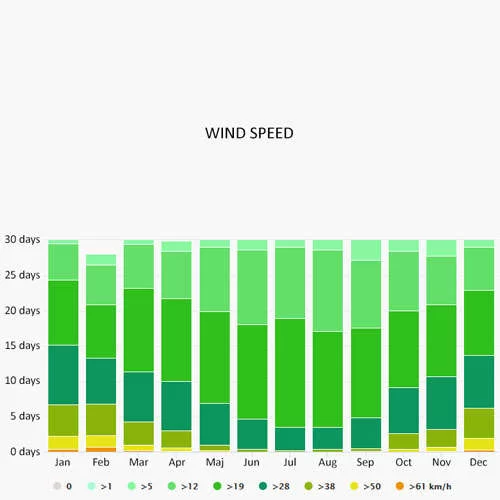 WIND SPEED
30 days
25 days
20 days
15 days
10 days
5 days
0 days
Jan Feb Mar Apr Maj Jun Jul Aug Sep Oct Nov Dec
0 >1 >5 >12 >19 >28 >38 >50 >61 km/h